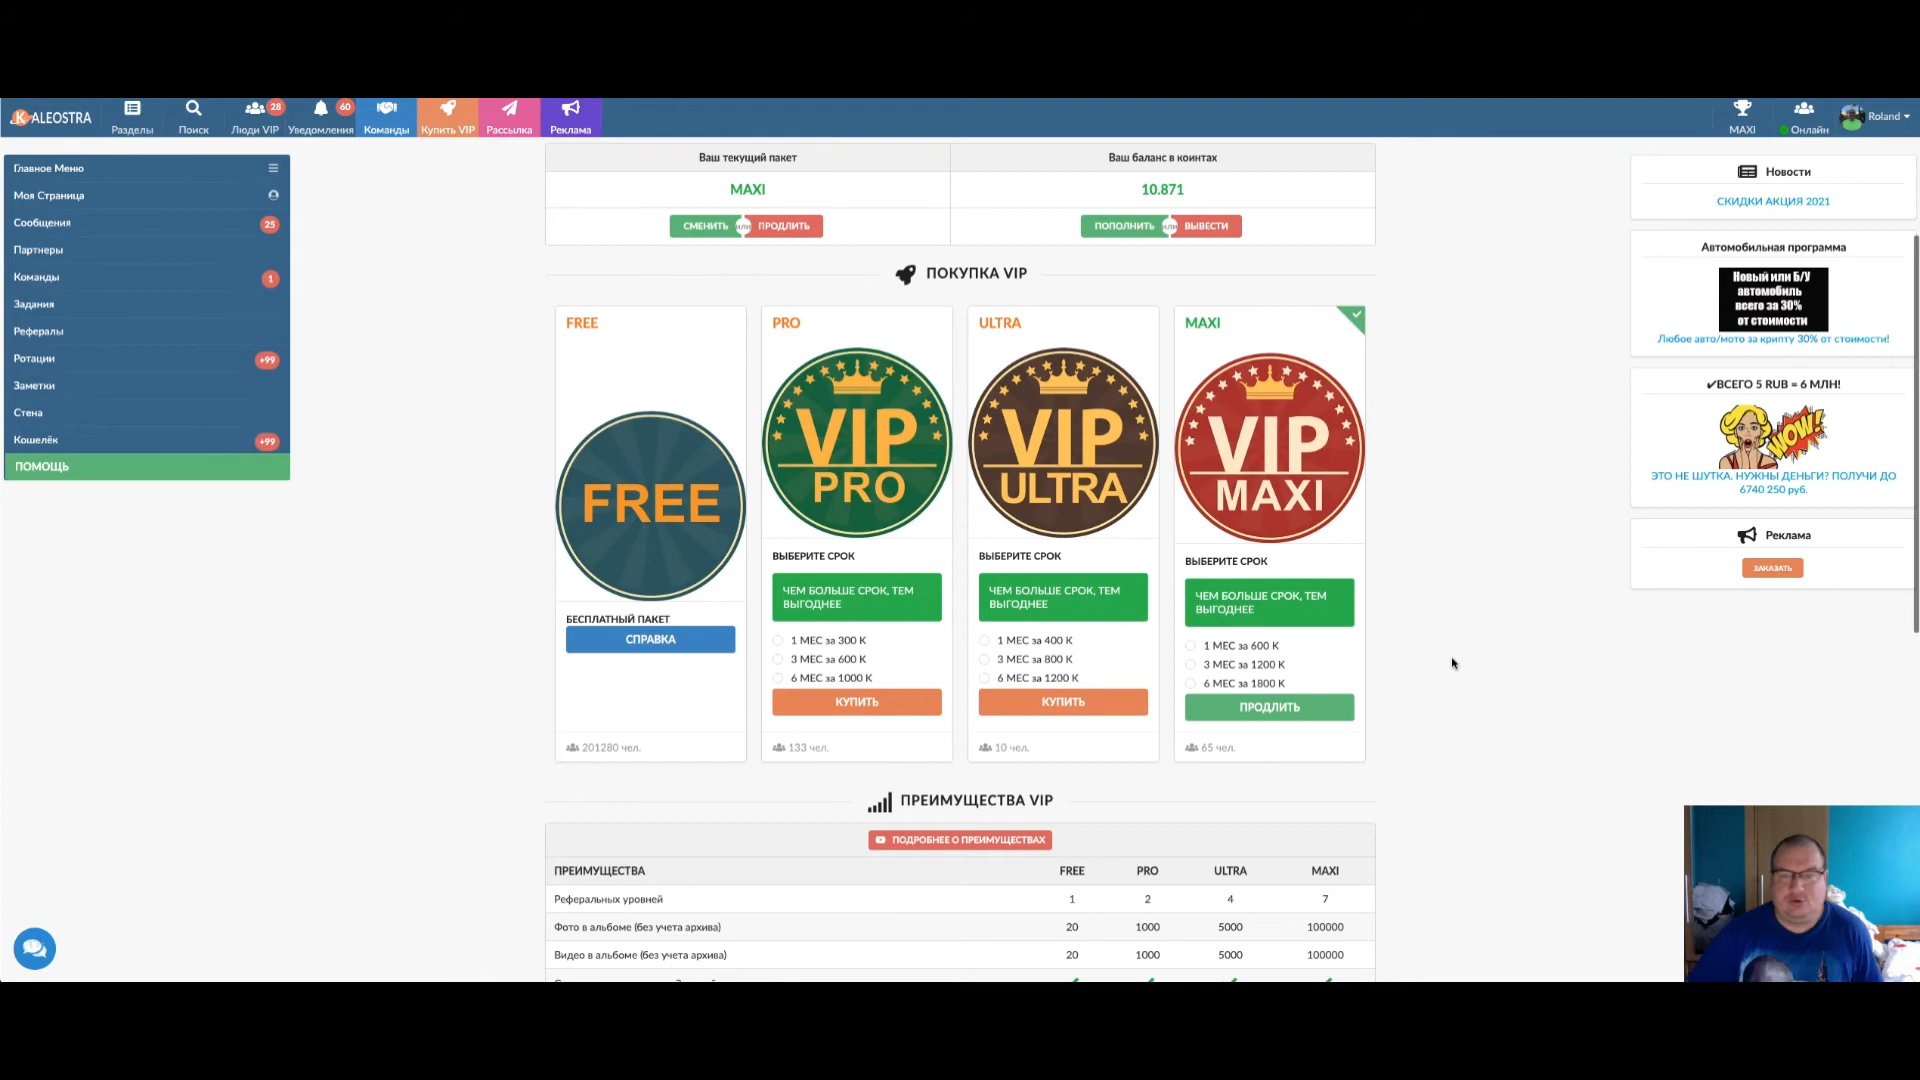 KALEOSTRA
Разделы
Поиск
28
Люди VIP
60
Уведомления
Команды
Купить VIP
Рассылка
Реклама
MAXI
Онлайн
Roland
Главное Меню
Моя Страница
Сообщения 25
Партнеры
Команды 1
Задания
Рефералы
Ротации +99
Заметки
Стена
Кошелёк +99
ПОМОЩЬ
Ваш текущий пакет
Ваш баланс в коинтах
MAXI
10.871
СМЕНИТЬ или ПРОДЛИТЬ
ПОПОЛНИТЬ или ВЫВЕСТИ
ПОКУПКА VIP
FREE
FREE
БЕСПЛАТНЫЙ ПАКЕТ
СПРАВКА
201280 чел.
PRO
VIP
PRO
ВЫБЕРИТЕ СРОК
ЧЕМ БОЛЬШЕ СРОК, ТЕМ
ВЫГОДНЕЕ
1 МЕС за 300 К
3 МЕС за 600 К
6 МЕС за 1000 К
КУПИТЬ
133 чел.
ULTRA
VIP
ULTRA
ВЫБЕРИТЕ СРОК
ЧЕМ БОЛЬШЕ СРОК, ТЕМ
ВЫГОДНЕЕ
1 МЕС за 400 К
3 МЕС за 800 К
6 МЕС за 1200 К
КУПИТЬ
10 чел.
MAXI
VIP
MAXI
ВЫБЕРИТЕ СРОК
ЧЕМ БОЛЬШЕ СРОК, ТЕМ
ВЫГОДНЕЕ
1 МЕС за 600 К
3 МЕС за 1200 К
6 МЕС за 1800 К
ПРОДЛИТЬ
65 чел.
ПРЕИМУЩЕСТВА VIP
ПОДРОБНЕЕ О ПРЕИМУЩЕСТВАХ
ПРЕИМУЩЕСТВА FREE PRO ULTRA MAXI
Реферальных уровней 1 2 4 7
Фото в альбоме (без учета архива) 20 1000 5000 100000
Видео в альбоме (без учета архива) 20 1000 5000 100000
Новости
СКИДКИ АКЦИЯ 2021
Автомобильная программа
Новый или Б/У
автомобиль
всего за 30%
от стоимости
Любое авто/мото за крипту 30% от стоимости!
✔ВСЕГО 5 RUB = 6 МЛН!
WOW!
ЭТО НЕ ШУТКА. НУЖНЫ ДЕНЬГИ? ПОЛУЧИ ДО
6740 250 руб.
Реклама
ЗАКАЗАТЬ